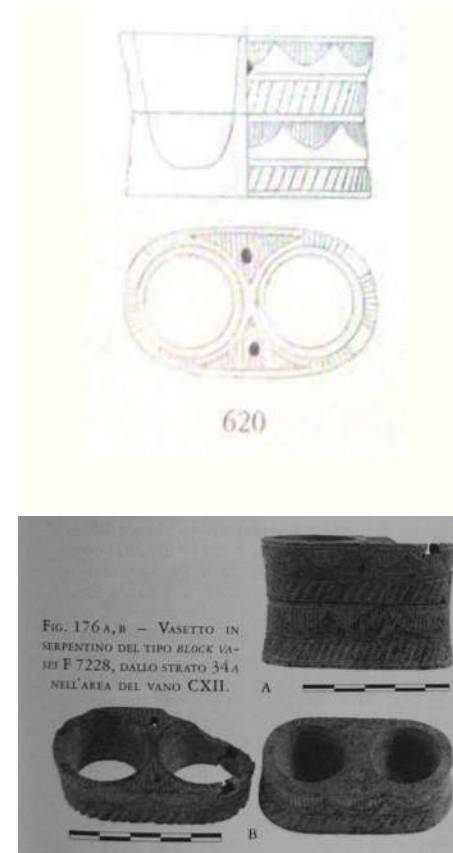 620
FIG. 176 A, B – VASETTO IN
SERPENTINO DEL TIPO BLOCK VA-
SES F 7228, DALLO STRATO 34A
NELL'AREA DEL VANO CXII.
A
B